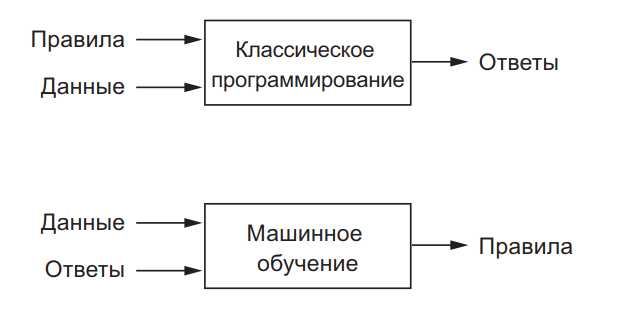 Правила
Данные
Классическое
программирование
Ответы
Данные
Ответы
Машинное
обучение
Правила